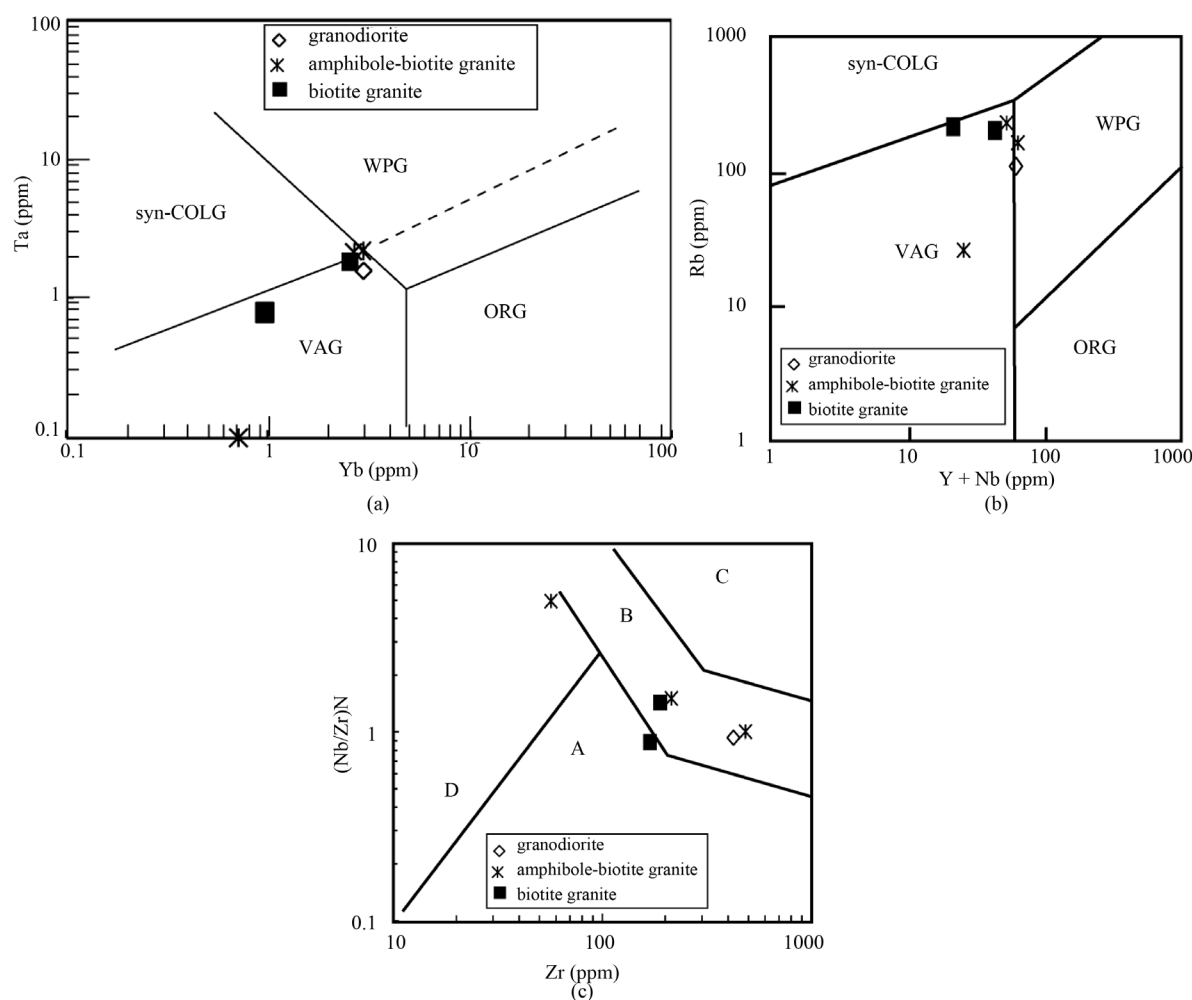 100
10
1
0.1
Ta (ppm)
granodiorite
amphibole-biotite granite
biotite granite
WPG
syn-COLG
ORG
VAG
0.1
1
10
100
Yb (ppm)
(a)
1000
100
10
1
Rb (ppm)
syn-COLG
WPG
VAG
ORG
granodiorite
amphibole-biotite granite
biotite granite
1
10
100
1000
Y + Nb (ppm)
(b)
10
1
0.1
(Nb/Zr)N
C
B
A
D
granodiorite
amphibole-biotite granite
biotite granite
10
100
1000
Zr (ppm)
(c)